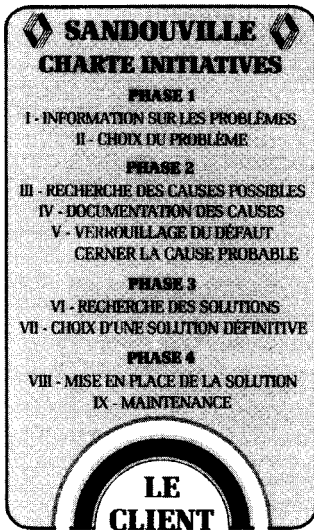 SANDOUVILLE
CHARTE INITIATIVES
PHASE 1
I - INFORMATION SUR LES PROBLÈMES
II - CHOIX DU PROBLÈME
PHASE 2
III - RECHERCHE DES CAUSES POSSIBLES
IV - DOCUMENTATION DES CAUSES
V - VERROUILLAGE DU DÉFAUT
CERNER LA CAUSE PROBABLE
PHASE 3
VI - RECHERCHE DES SOLUTIONS
VII - CHOIX D'UNE SOLUTION DÉFINITIVE
PHASE 4
VIII - MISE EN PLACE DE LA SOLUTION
IX - MAINTENANCE
LE
CLIENT